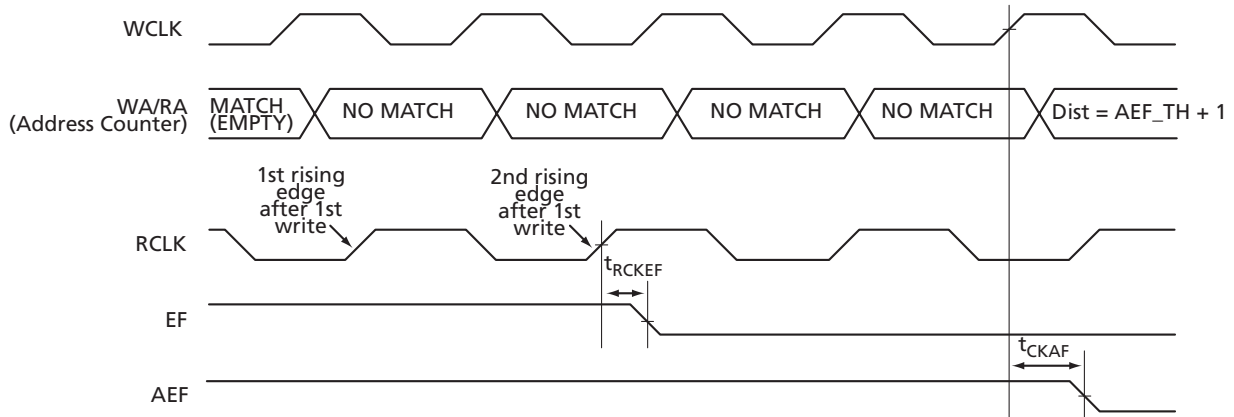 WCLK
WA/RA
(Address Counter)
MATCH
(EMPTY)
NO MATCH
NO MATCH
NO MATCH
NO MATCH
Dist = AEF_TH + 1
1st rising
edge
after 1st
write
2nd rising
edge
after 1st
write
RCLK
tRCKEF
EF
tCKAF
AEF